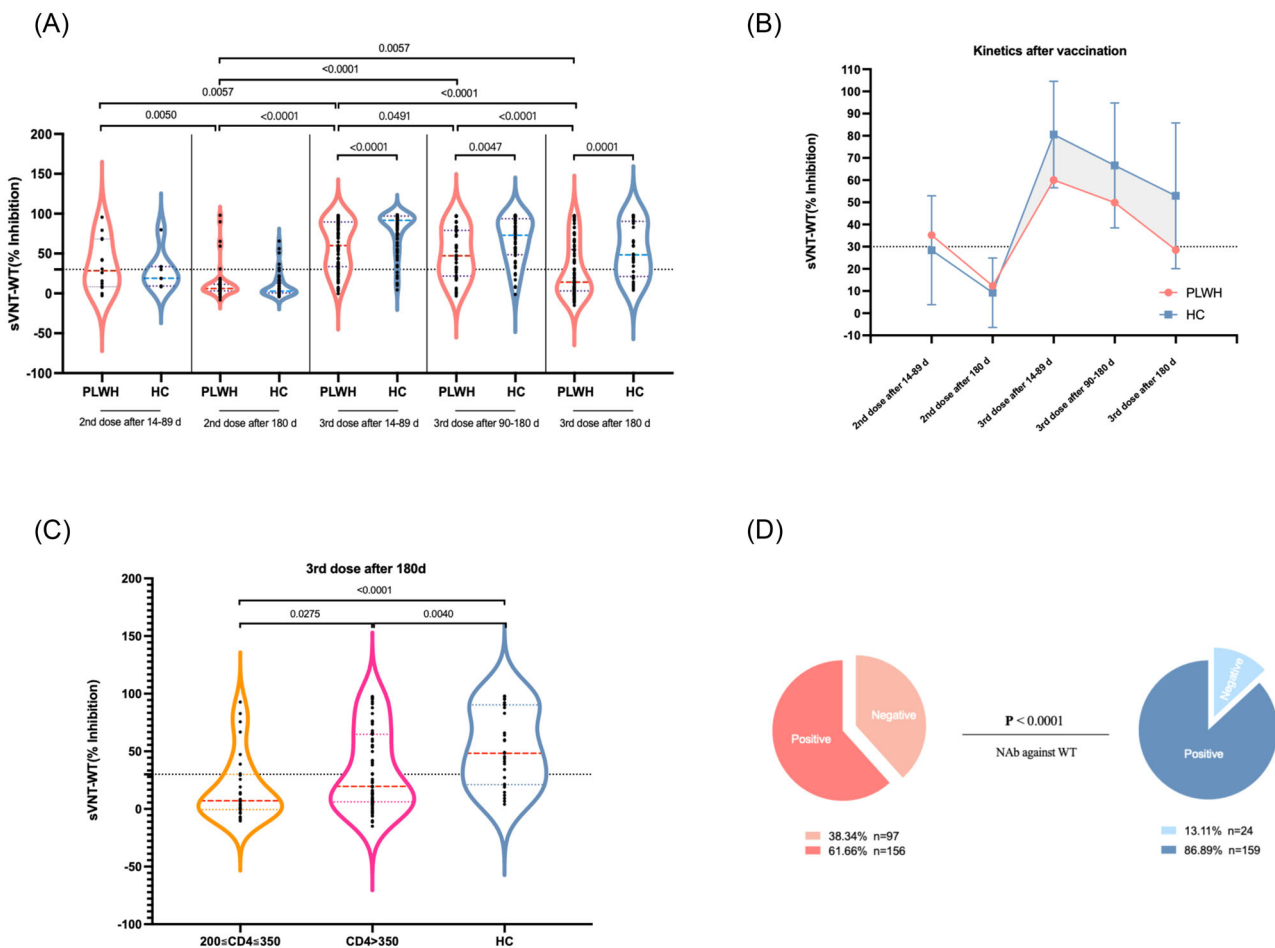 (A)
0.0057
<0.0001
0.0057
<0.0001
0.0050
<0.0001
0.0491
<0.0001
<0.0001
0.0047
0.0001
200
150
100
50
0
-50
-100
sVNT-WT(% Inhibition)
PLWH
HC
PLWH
HC
PLWH
HC
PLWH
HC
PLWH
HC
2nd dose after 14-89 d
2nd dose after 180 d
3rd dose after 14-89 d
3rd dose after 90-180 d
3rd dose after 180 d
(B)
Kinetics after vaccination
110
100
90
80
70
60
50
40
30
20
10
0
-10
sVNT-WT(% Inhibition)
PLWH
HC
2nd dose after 14-89 d
2nd dose after 180 d
3rd dose after 14-89 d
3rd dose after 90-180 d
3rd dose after 180 d
(C)
3rd dose after 180d
<0.0001
0.0275
0.0040
200
150
100
50
0
-50
-100
sVNT-WT(% Inhibition)
200≦CD4≦350
CD4>350
HC
(D)
Positive
Negative
38.34% n=97
61.66% n=156
P < 0.0001
NAb against WT
Negative
Positive
13.11% n=24
86.89% n=159